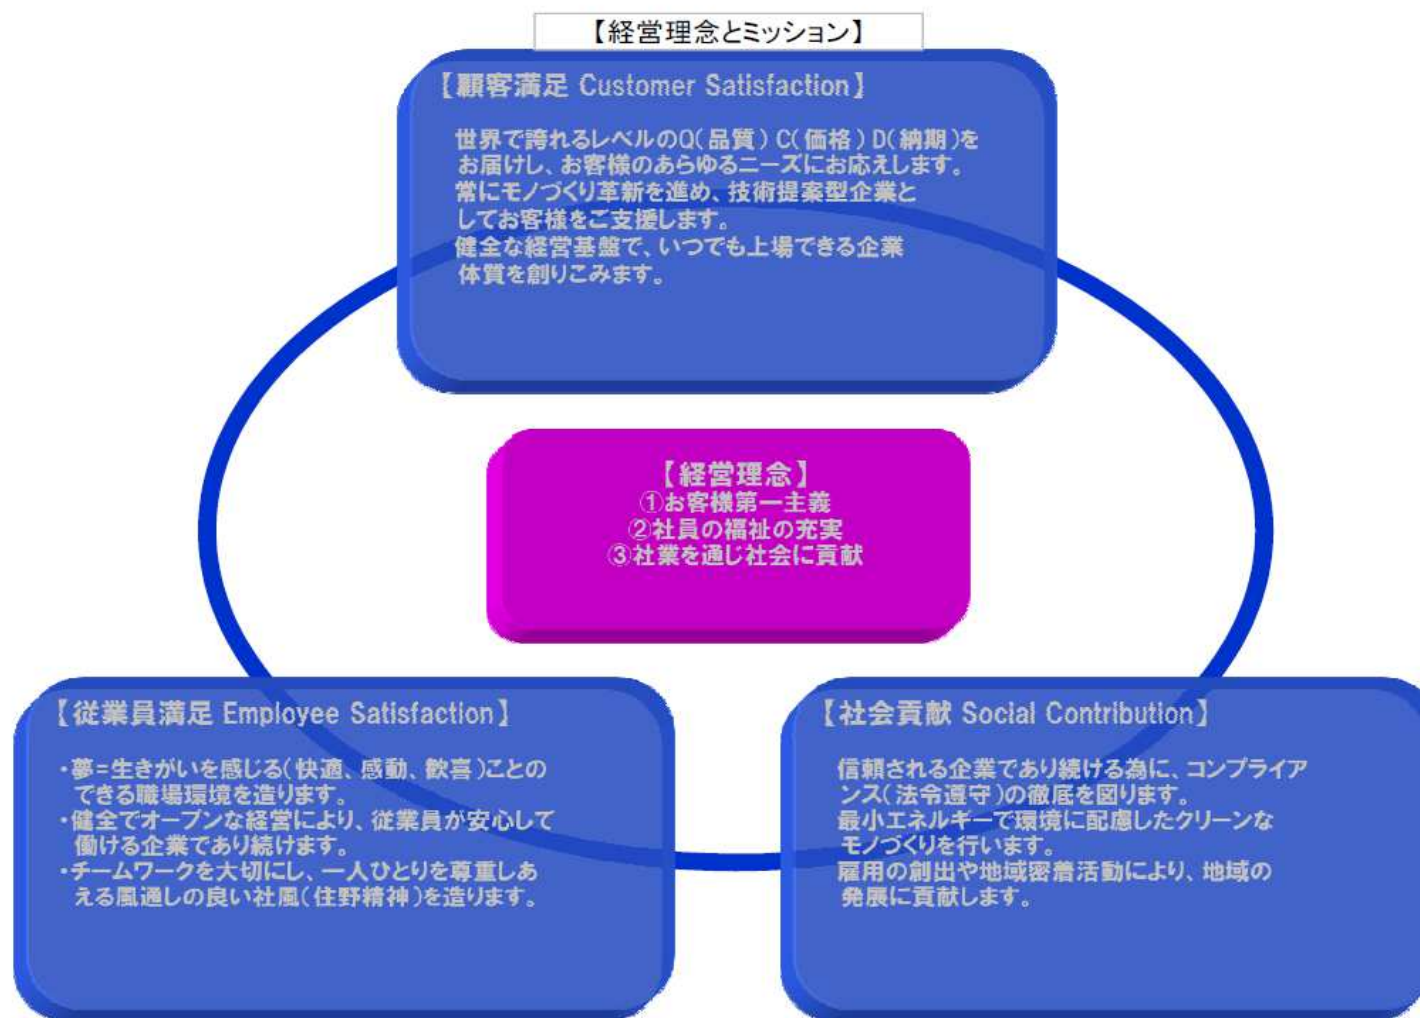 【経営理念とミッション】
【顧客満足 Customer Satisfaction】
世界で誇れるレベルのQ(品質) C(価格) D(納期)を
お届けし、お客様のあらゆるニーズにお応えします。
常にモノづくり革新を進め、技術提案型企業と
してお客様をご支援します。
健全な経営基盤で、いつでも上場できる企業
体質を創りこみます。
【経営理念】
①お客様第一主義
②社員の福祉の充実
③社業を通じ社会に貢献
【従業員満足 Employee Satisfaction】
・夢=生きがいを感じる(快適、感動、歓喜)ことの
できる職場環境を造ります。
・健全でオープンな経営により、従業員が安心して
働ける企業であり続けます。
・チームワークを大切にし、一人ひとりを尊重しあ
える風通しの良い社風(住野精神)を造ります。
【社会貢献 Social Contribution】
信頼される企業であり続ける為に、コンプライア
ンス(法令遵守)の徹底を図ります。
最小エネルギーで環境に配慮したクリーンな
モノづくりを行います。
雇用の創出や地域密着活動により、地域の
発展に貢献します。